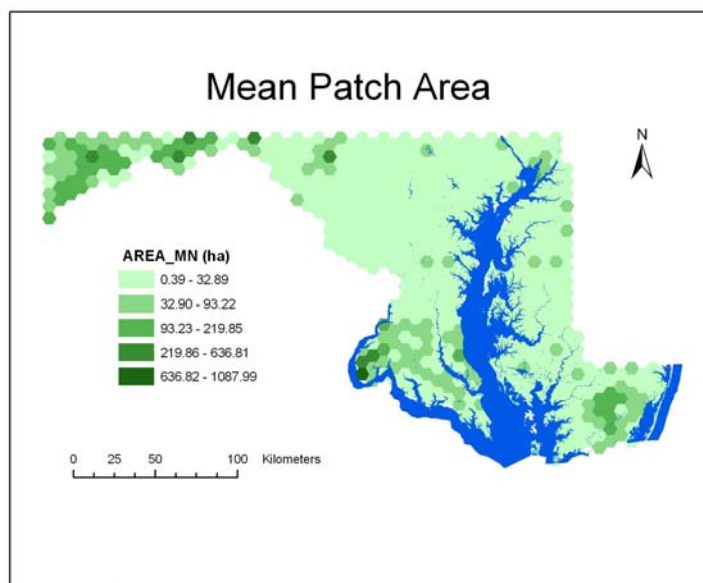 Mean Patch Area
N
AREA_MN (ha)
0.39 - 32.89
32.90 - 93.22
93.23 - 219.85
219.86 - 636.81
636.82 - 1087.99
0 25 50 100 Kilometers